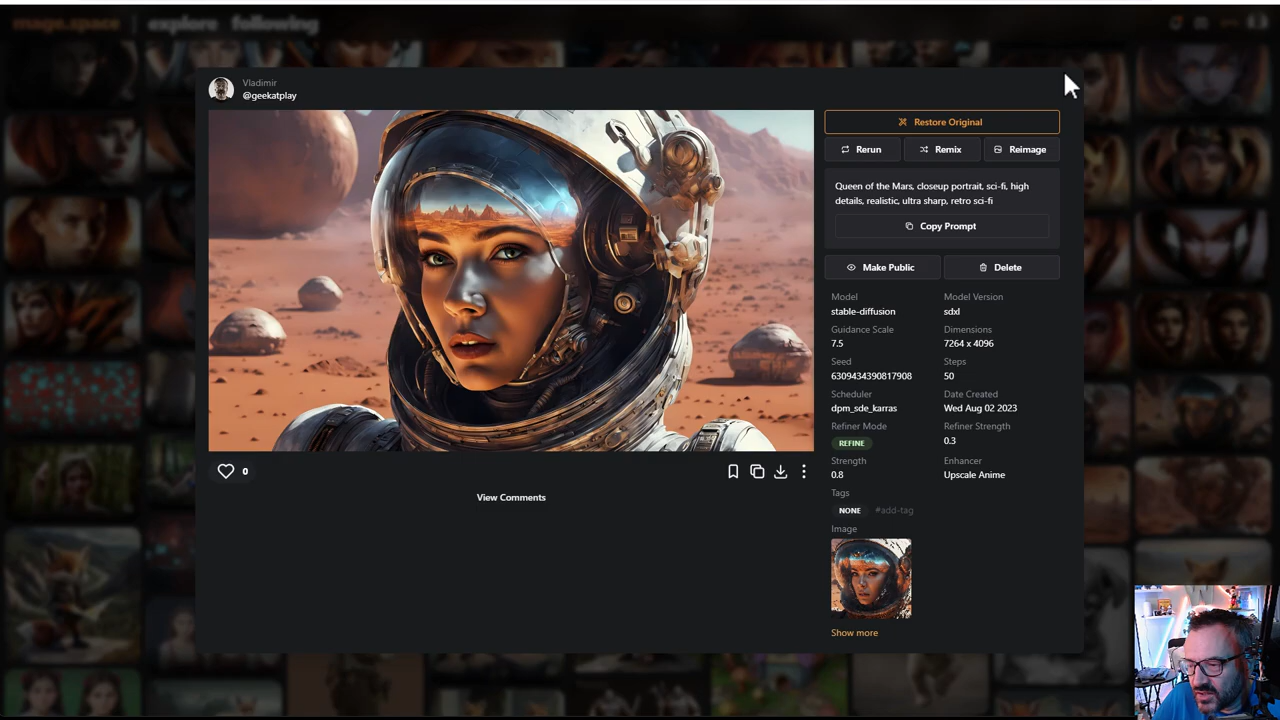 mage.space | explore following
Vladimir
@geekatplay
Restore Original
Rerun Remix Reimage
Queen of the Mars, closeup portrait, sci-fi, high
details, realistic, ultra sharp, retro sci-fi
Copy Prompt
Make Public Delete
Model Model Version
stable-diffusion sdxl
Guidance Scale Dimensions
7.5 7264 x 4096
Seed Steps
6309434390817908 50
Scheduler Date Created
dpm_sde_karras Wed Aug 02 2023
Refiner Mode Refiner Strength
REFINE 0.3
Strength Enhancer
0.8 Upscale Anime
Tags
NONE #add-tag
Image
Show more
0
View Comments